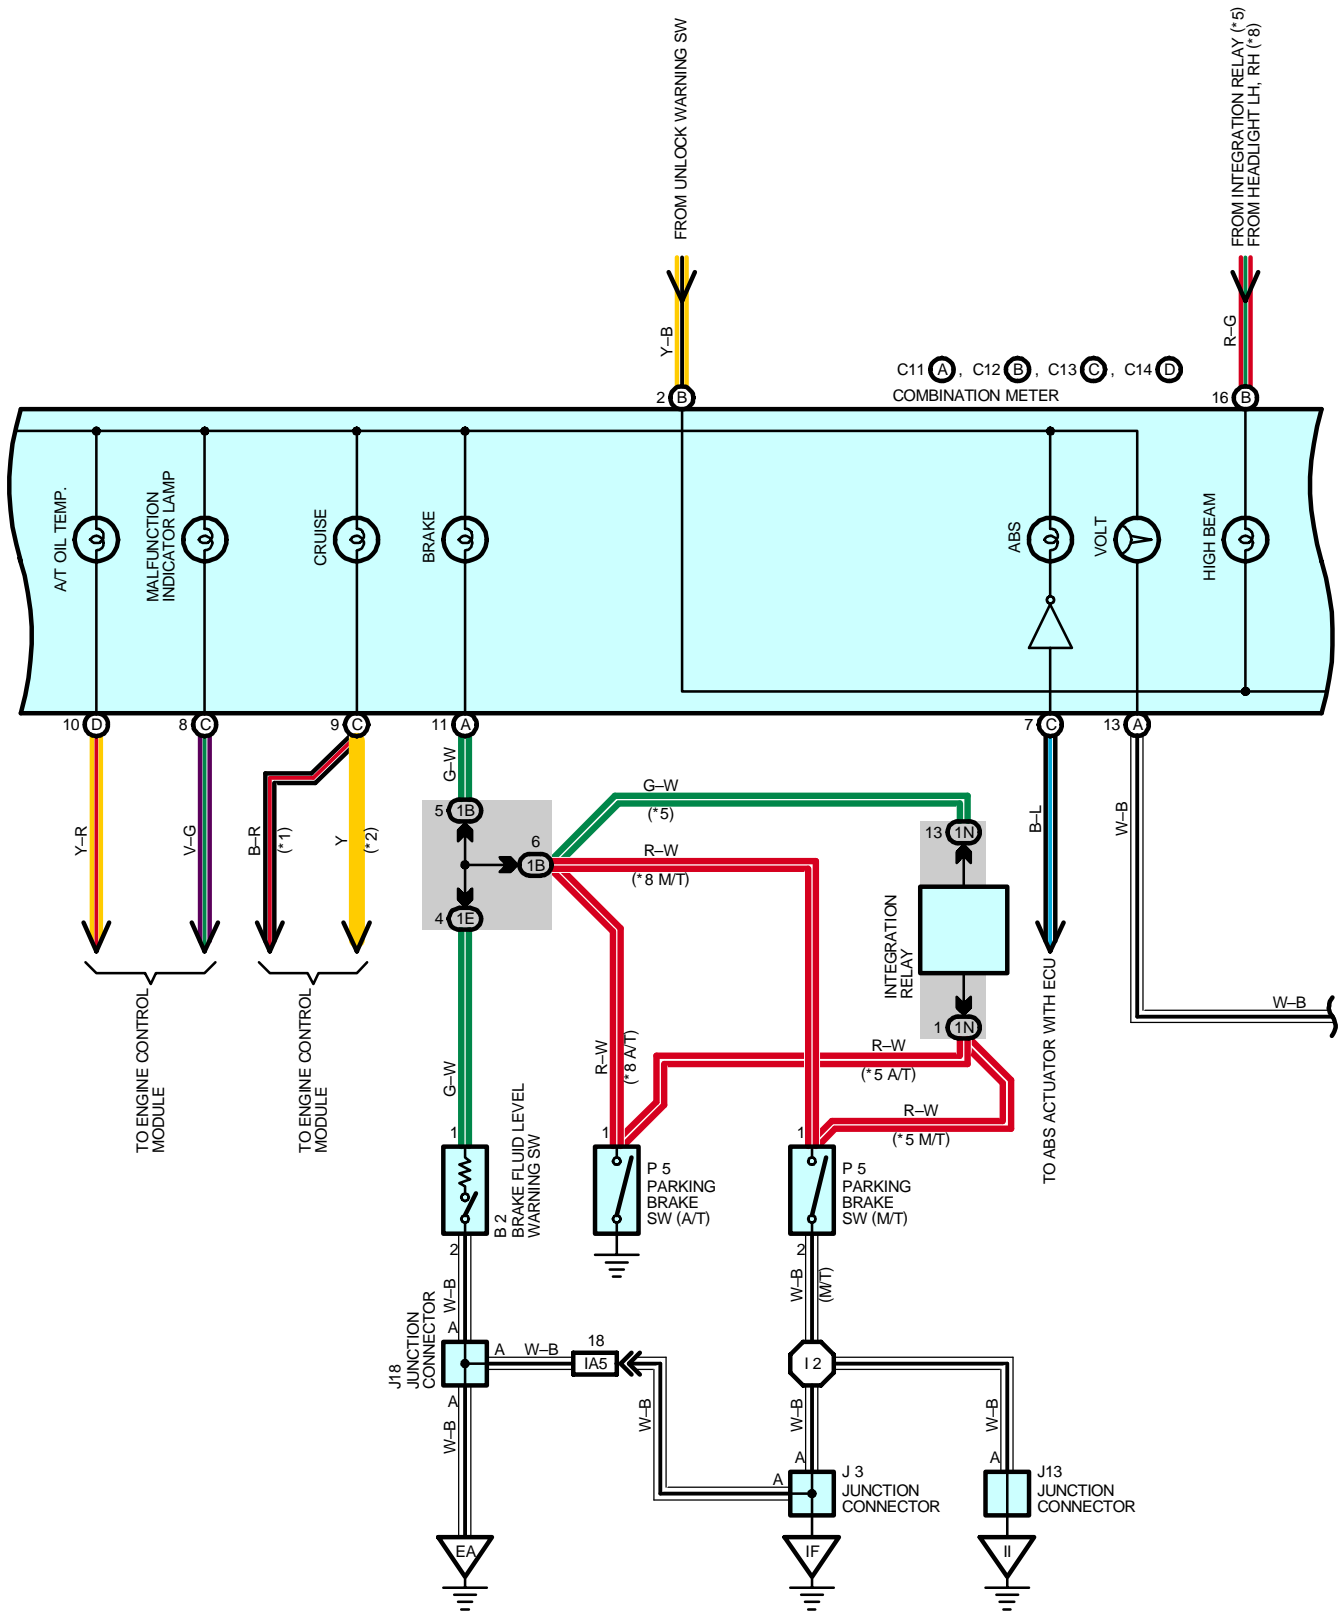 FROM UNLOCK WARNING SW
FROM INTEGRATION RELAY (*5)
FROM HEADLIGHT LH, RH (*8)
Y–B
R–G
C11 A , C12 B , C13 C , C14 D
COMBINATION METER
2 B
16 B
A/T OIL TEMP.
MALFUNCTION
INDICATOR LAMP
CRUISE
BRAKE
ABS
VOLT
HIGH BEAM
10 D
8 C
9 C
11 A
7 C
13 A
Y–R
V–G
B–R
(*1)
Y
(*2)
G–W
5 1B
6
1B
4 1E
G–W
(*5)
R–W
(*8 M/T)
13 1N
INTEGRATION
RELAY
1 1N
B–L
W–B
W–B
TO ENGINE CONTROL
MODULE
TO ENGINE CONTROL
MODULE
TO ABS ACTUATOR WITH ECU
G–W
R–W
(*8 A/T)
R–W
(*5 A/T)
R–W
(*5 M/T)
1
B 2
BRAKE FLUID LEVEL
WARNING SW
2
1
P 5
PARKING
BRAKE
SW (A/T)
1
P 5
PARKING
BRAKE
SW (M/T)
2
W–B
W–B
(M/T)
A
J18
JUNCTION
CONNECTOR
A W–B
18
IA5
I 2
A
W–B
W–B
W–B
W–B
A
A
J 3
JUNCTION
CONNECTOR
A
J13
JUNCTION
CONNECTOR
EA
IF
II